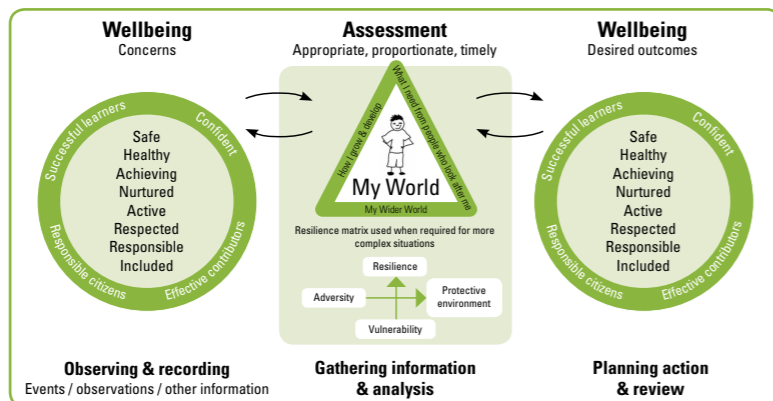 Wellbeing
Concerns
Successful learners
Confident
Safe
Healthy
Achieving
Nurtured
Active
Respected
Responsible
Included
Responsible citizens
Effective contributors
Observing & recording
Events / observations / other information
Assessment
Appropriate, proportionate, timely
How I grow & develop
What I need from people who look after me
My World
My Wider World
Resilience matrix used when required for more
complex situations
Resilience
Adversity
Protective
environment
Vulnerability
Gathering information
& analysis
Wellbeing
Desired outcomes
Successful learners
Confident
Safe
Healthy
Achieving
Nurtured
Active
Respected
Responsible
Included
Responsible citizens
Effective contributors
Planning action
& review